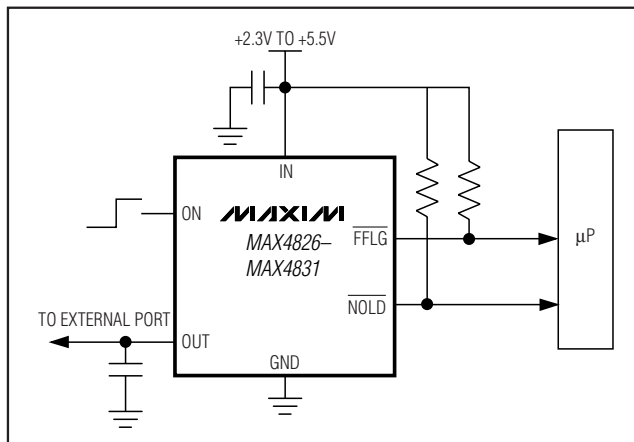 +2.3V TO +5.5V
IN
ON
MAXIM
MAX4826–
MAX4831
FFLG
µP
NOLD
TO EXTERNAL PORT
OUT
GND